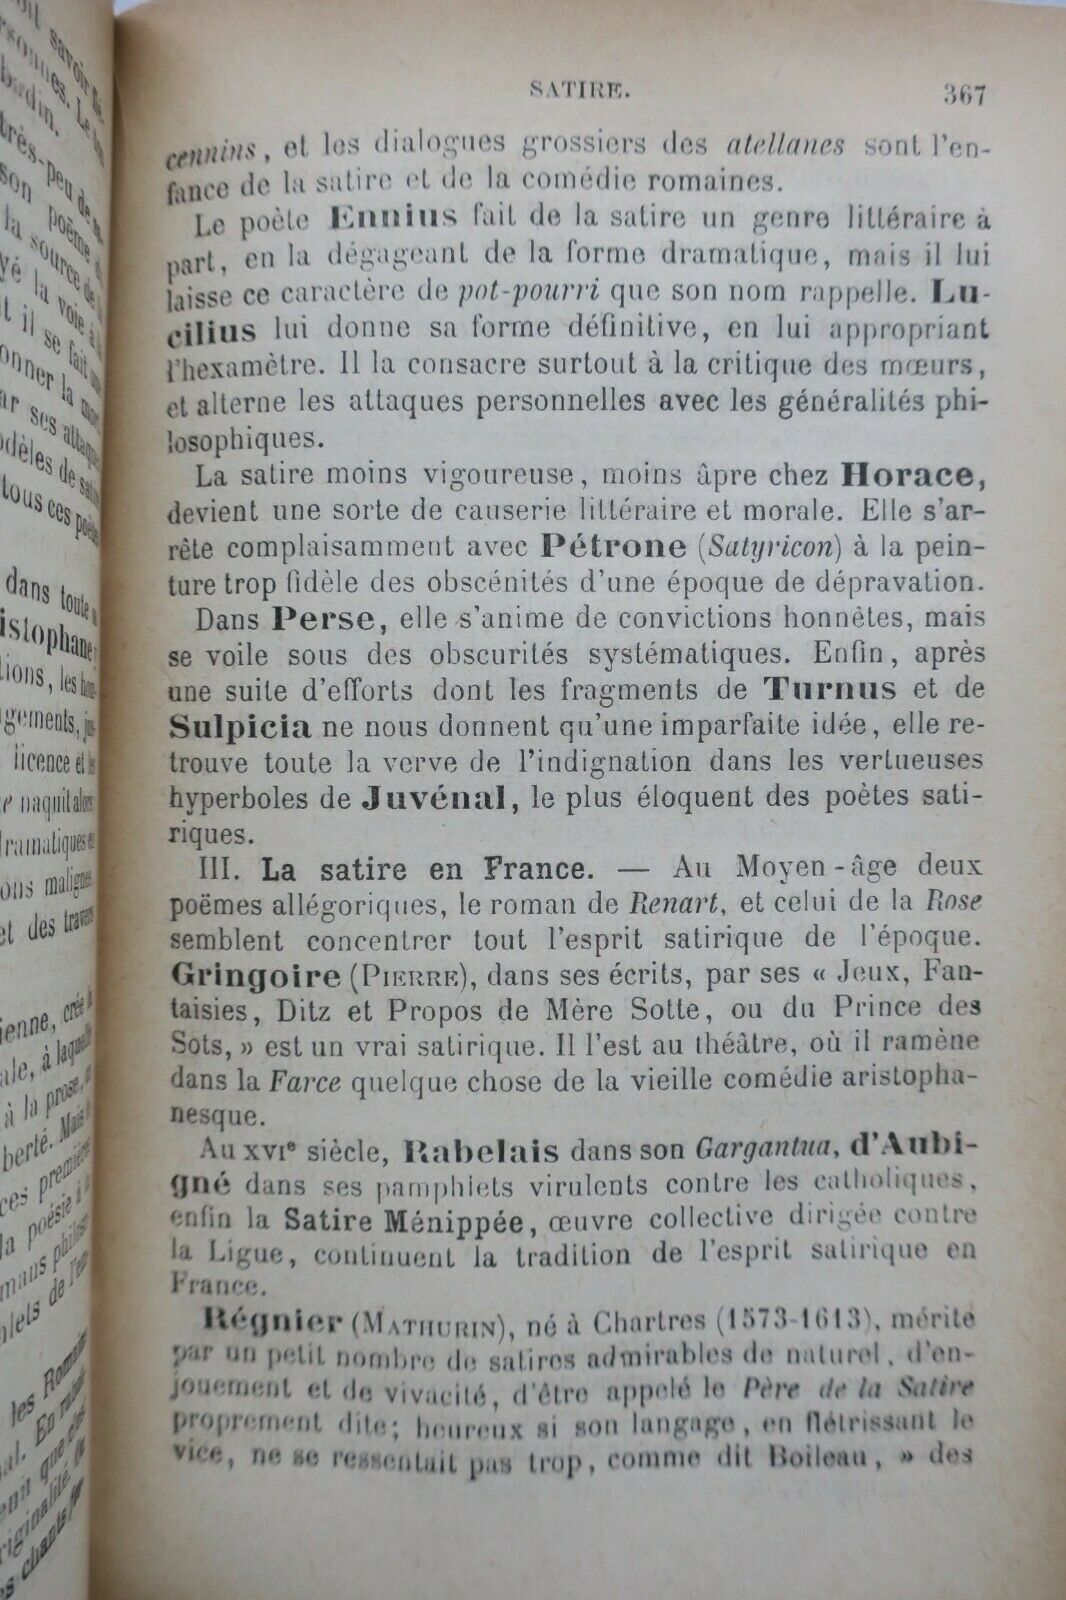 SATIRE.
367
cennins, et les dialogues grossiers des atellanes sont l'en-
fance de la satire et de la comédie romaines.
Le poète Ennius fait de la satire un genre littéraire à
part, en la dégageant de la forme dramatique, mais il lui
laisse ce caractère de pot-pourri que son nom rappelle. Lu-
cilius lui donne sa forme définitive, en lui appropriant
l'hexamètre. Il la consacre surtout à la critique des mœurs,
et alterne les attaques personnelles avec les généralités phi-
losophiques.
La satire moins vigoureuse, moins âpre chez Horace,
devient une sorte de causerie littéraire et morale. Elle s'ar-
rête complaisamment avec Pétrone (Satyricon) à la pein-
ture trop fidèle des obscénités d'une époque de dépravation.
Dans Perse, elle s'anime de convictions honnêtes, mais
se voile sous des obscurités systématiques. Enfin, après
une suite d'efforts dont les fragments de Turnus et de
Sulpicia ne nous donnent qu'une imparfaite idée, elle re-
trouve toute la verve de l'indignation dans les vertueuses
hyperboles de Juvénal, le plus éloquent des poètes sati-
riques.
III. La satire en France. — Au Moyen-âge deux
poëmes allégoriques, le roman de Renart, et celui de la Rose
semblent concentrer tout l'esprit satirique de l'époque.
Gringoire (PIERRE), dans ses écrits, par ses « Jeux, Fan-
taisies, Ditz et Propos de Mère Sotte, ou du Prince des
Sots, » est un vrai satirique. Il l'est au théâtre, où il ramène
dans la Farce quelque chose de la vieille comédie aristopha-
nesque.
Au XVIe siècle, Rabelais dans son Gargantua, d'Aubi-
gné dans ses pamphlets virulents contre les catholiques,
enfin la Satire Ménippée, œuvre collective dirigée contre
la Ligue, continuent la tradition de l'esprit satirique en
France.
Régnier (MATHURIN), né à Chartres (1573-1613), mérite
par un petit nombre de satires admirables de naturel, d'en-
jouement et de vivacité, d'être appelé le Père de la Satire
proprement dite; heureux si son langage, en flétrissant le
vice, ne se ressentait pas trop, comme dit Boileau, » des